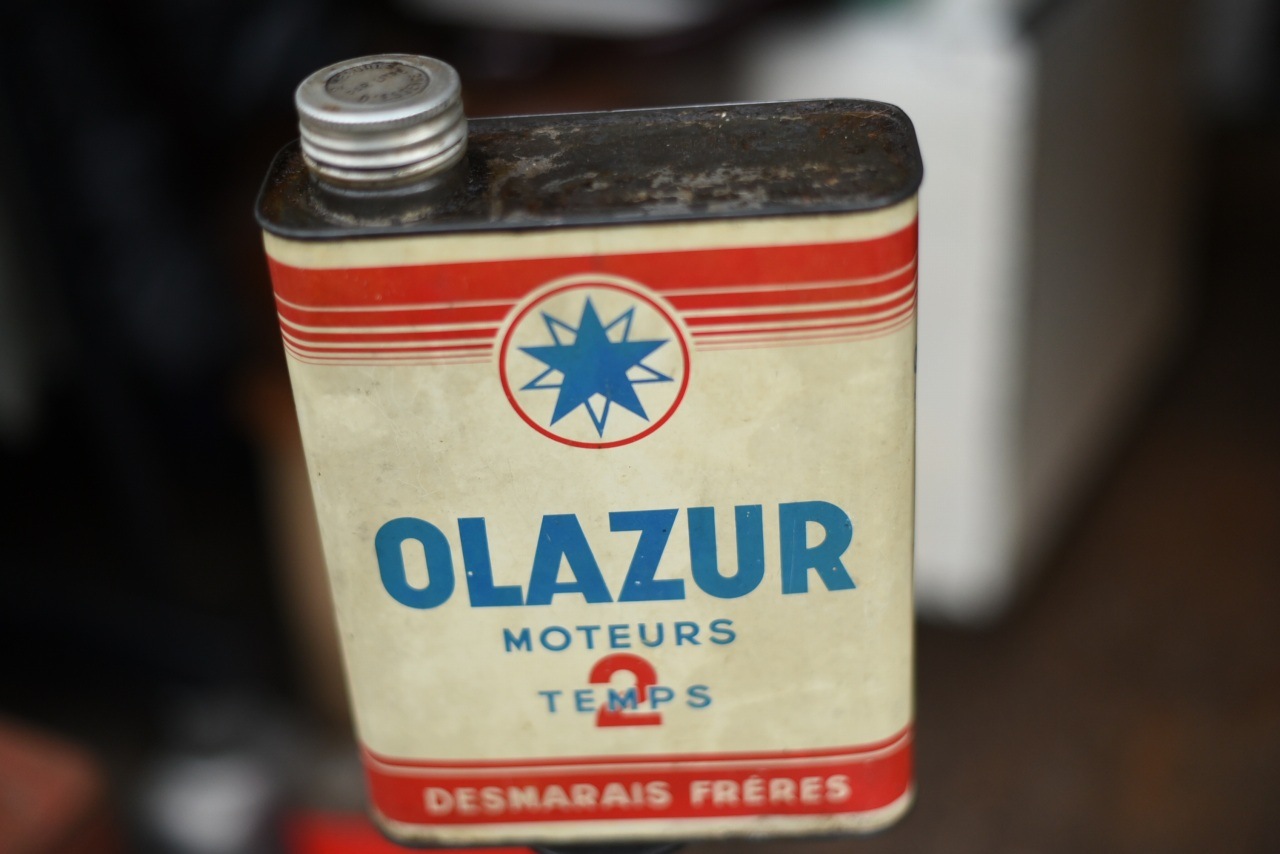 OLAZUR
MOTEURS
2
TEMPS
DESMARAIS FRÈRES